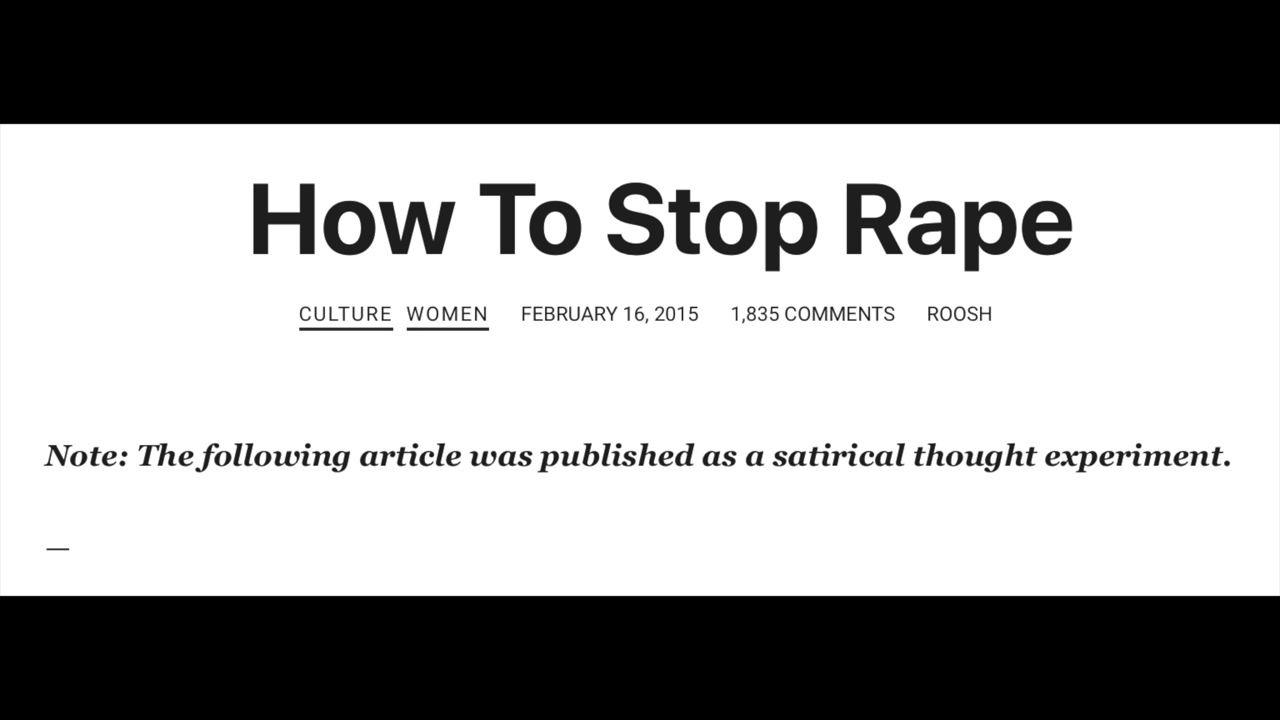 How To Stop Rape
CULTURE WOMEN FEBRUARY 16, 2015 1,835 COMMENTS ROOSH
Note: The following article was published as a satirical thought experiment.
—